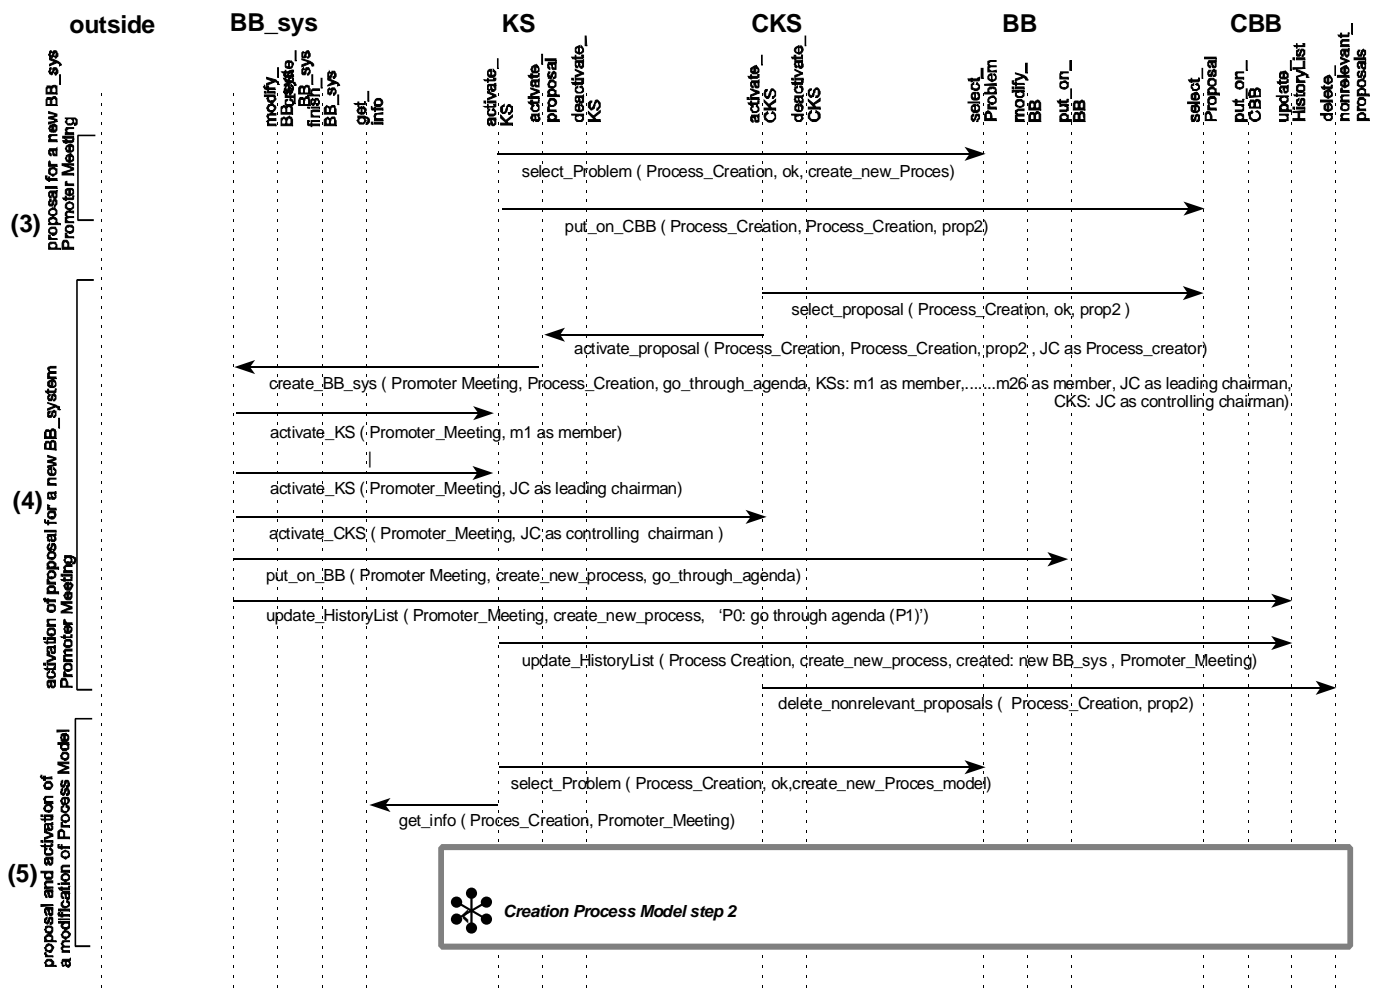 outside
BB_sys
KS
CKS
BB
CBB
modify_
BB_sys
create_
BB_sys
finish_
BB_sys
get_
info
activate_
KS
activate_
proposal
deactivate_
KS
activate_
CKS
deactivate_
CKS
select_
Problem
modify_
BB
put_on_
BB
select_
Proposal
put_on_
CBB
update_
HistoryList
delete_
nonrelevant_
proposals
(3)
proposal for a new BB_sys
Promoter Meeting
select_Problem ( Process_Creation, ok, create_new_Proces)
put_on_CBB ( Process_Creation, Process_Creation, prop2)
(4)
activation of proposal for a new BB_system
Promoter Meeting
select_proposal ( Process_Creation, ok, prop2 )
activate_proposal ( Process_Creation, Process_Creation, prop2 , JC as Process_creator)
create_BB_sys ( Promoter Meeting, Process_Creation, go_through_agenda, KSs: m1 as member,.......m26 as member, JC as leading chairman,
CKS: JC as controlling chairman)
activate_KS ( Promoter_Meeting, m1 as member)
activate_KS ( Promoter_Meeting, JC as leading chairman)
activate_CKS ( Promoter_Meeting, JC as controlling chairman )
put_on_BB ( Promoter Meeting, create_new_process, go_through_agenda)
update_HistoryList ( Promoter_Meeting, create_new_process, ‘P0: go through agenda (P1)’)
update_HistoryList ( Process Creation, create_new_process, created: new BB_sys , Promoter_Meeting)
delete_nonrelevant_proposals ( Process_Creation, prop2)
(5)
proposal and activation of
a modification of Process Model
select_Problem ( Process_Creation, ok,create_new_Proces_model)
get_info ( Proces_Creation, Promoter_Meeting)
Creation Process Model step 2